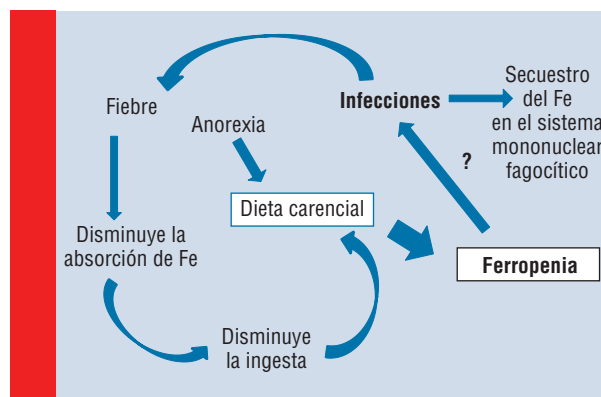 Fiebre
Anorexia
Infecciones
Secuestro
del Fe
en el sistema
mononuclear
fagocítico
?
Dieta carencial
Disminuye la
absorción de Fe
Ferropenia
Disminuye
la ingesta